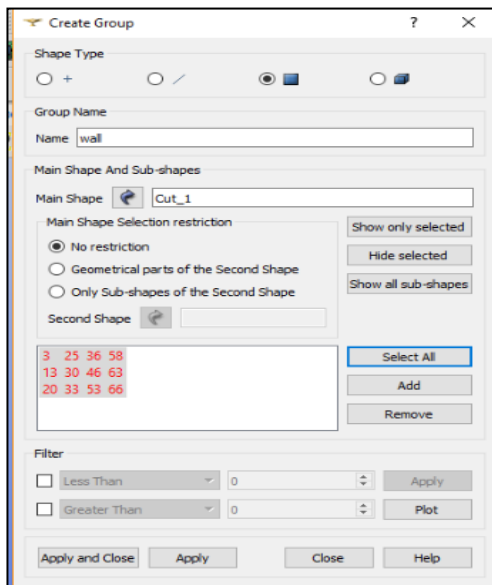 Create Group ? ×
Shape Type
Group Name
Name wall
Main Shape And Sub-shapes
Main Shape Cut_1
Main Shape Selection restriction
No restriction
Geometrical parts of the Second Shape
Only Sub-shapes of the Second Shape
Second Shape
Show only selected
Hide selected
Show all sub-shapes
3 25 36 58
13 30 46 63
20 33 53 66
Select All
Add
Remove
Filter
Less Than 0 Apply
Greater Than 0 Plot
Apply and Close Apply Close Help